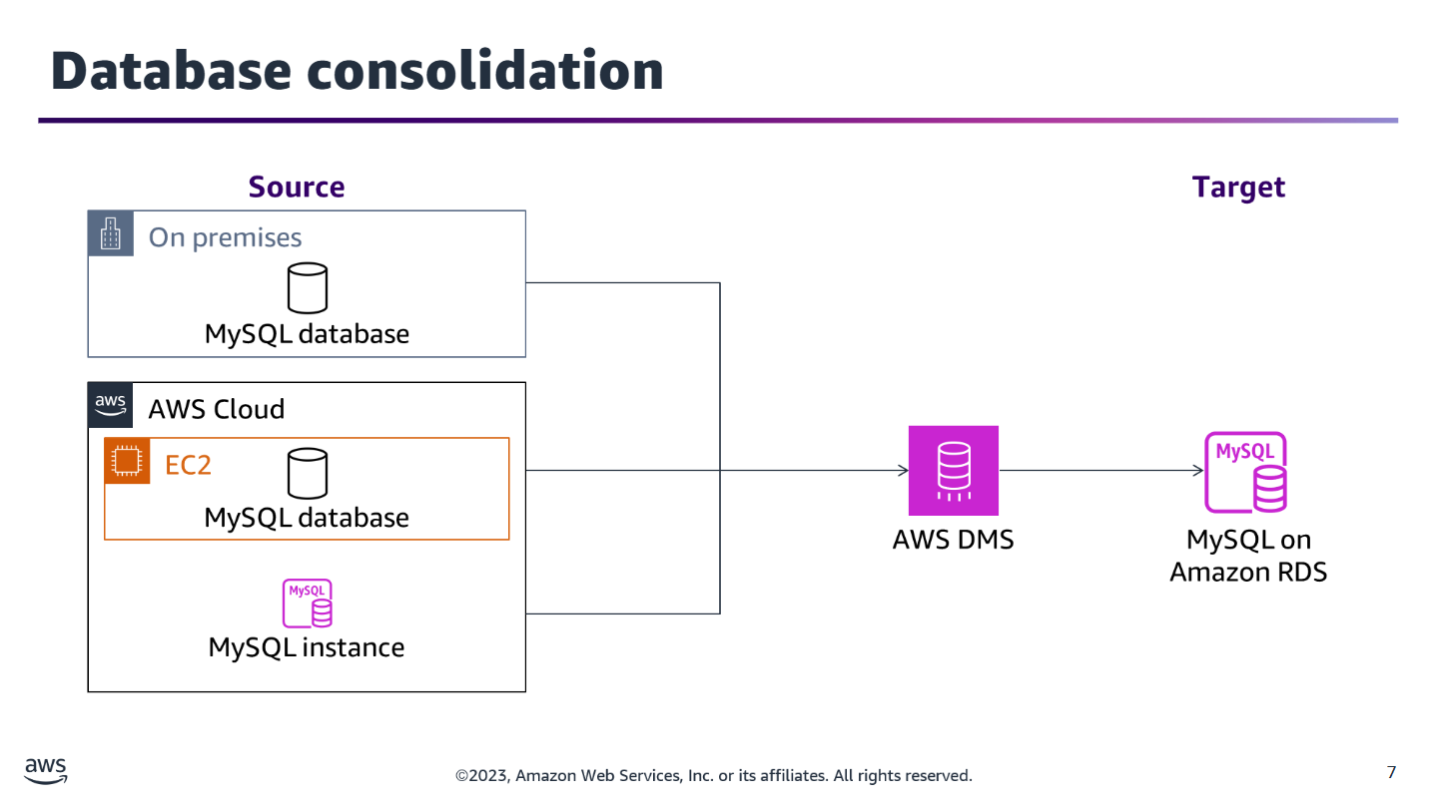 Database consolidation
Source
Target
On premises
MySQL database
aws
AWS Cloud
EC2
MySQL database
MySQL
MySQL instance
AWS DMS
MySQL
MySQL on
Amazon RDS
aws
©2023, Amazon Web Services, Inc. or its affiliates. All rights reserved.
7